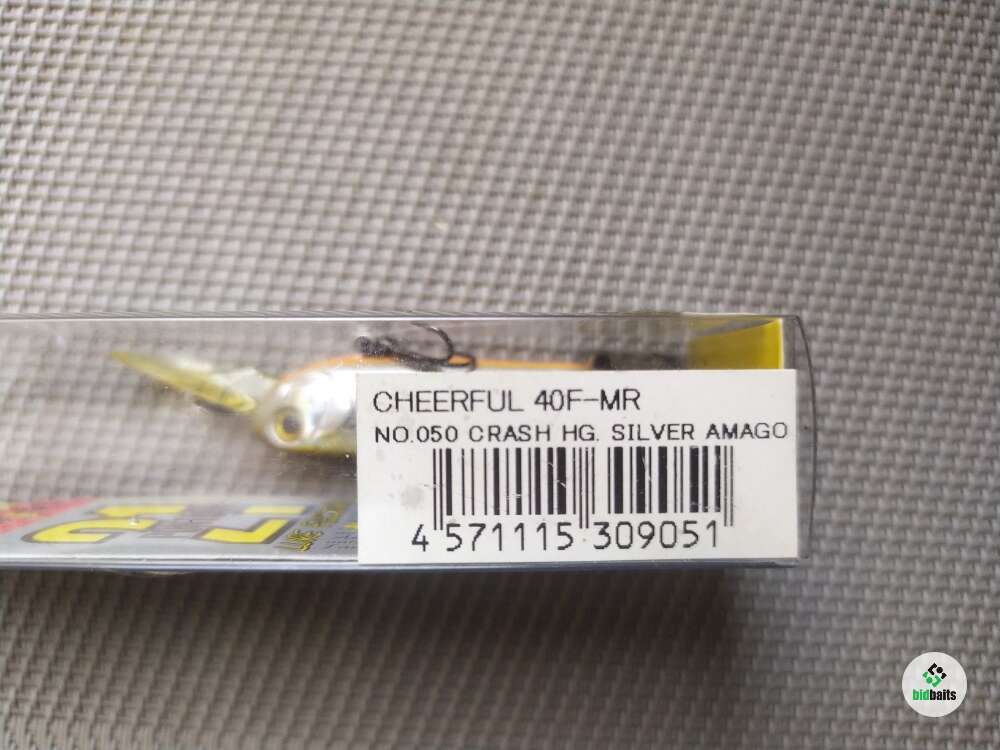 CHEERFUL 40F-MR
NO.050 CRASH HG. SILVER AMAGO
4 571115 309051
bidbaits